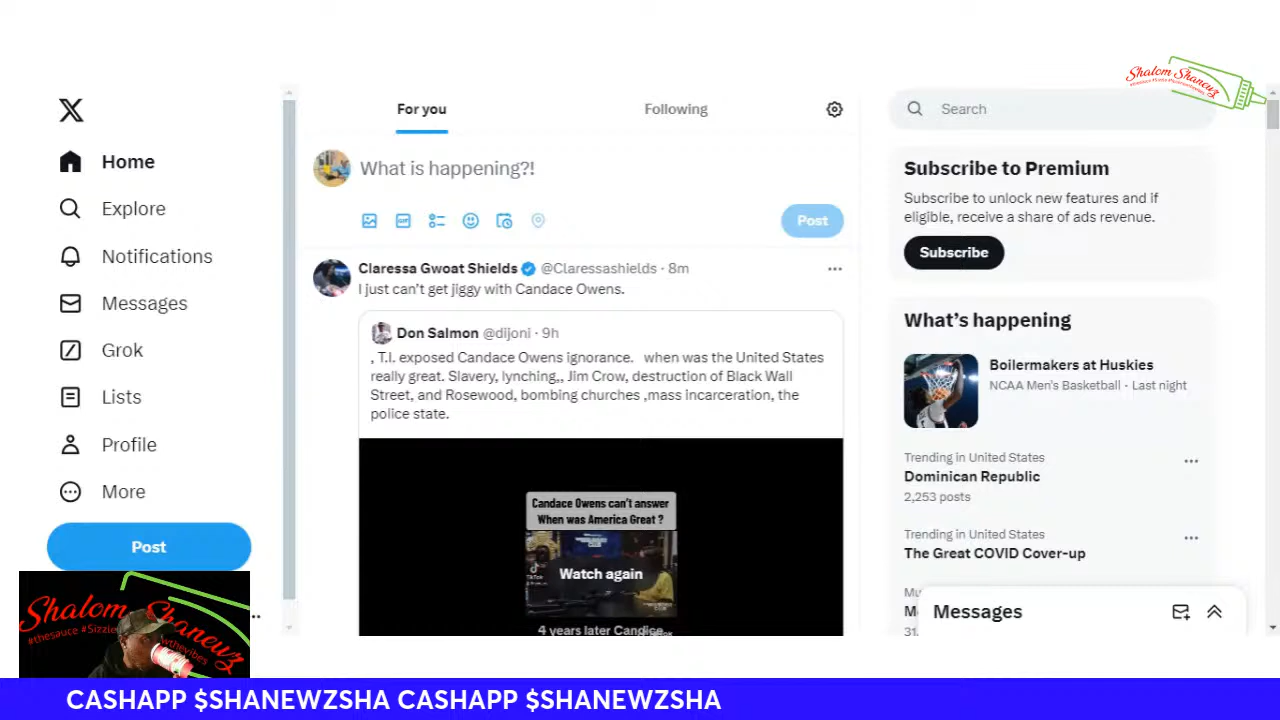 Shalom Shanewz
For you
Following
Search
Home
Explore
Notifications
Messages
Grok
Lists
Profile
More
Post
What is happening?!
GIF
Post
Claressa Gwoat Shields @Claressashields · 8m
I just can't get jiggy with Candace Owens.
Don Salmon @dijoni · 9h
, T.I. exposed Candace Owens ignorance. when was the United States
really great. Slavery, lynching,, Jim Crow, destruction of Black Wall
Street, and Rosewood, bombing churches ,mass incarceration, the
police state.
Candace Owens can't answer
When was America Great ?
TikTok
Watch again
4 years later Candice
Subscribe to Premium
Subscribe to unlock new features and if
eligible, receive a share of ads revenue.
Subscribe
What's happening
Boilermakers at Huskies
NCAA Men's Basketball · Last night
Trending in United States
Dominican Republic
2,253 posts
Trending in United States
The Great COVID Cover-up
Messages
Shalom Shanewz
#thesauce #Sizzle
CASHAPP $SHANEWZSHA CASHAPP $SHANEWZSHA